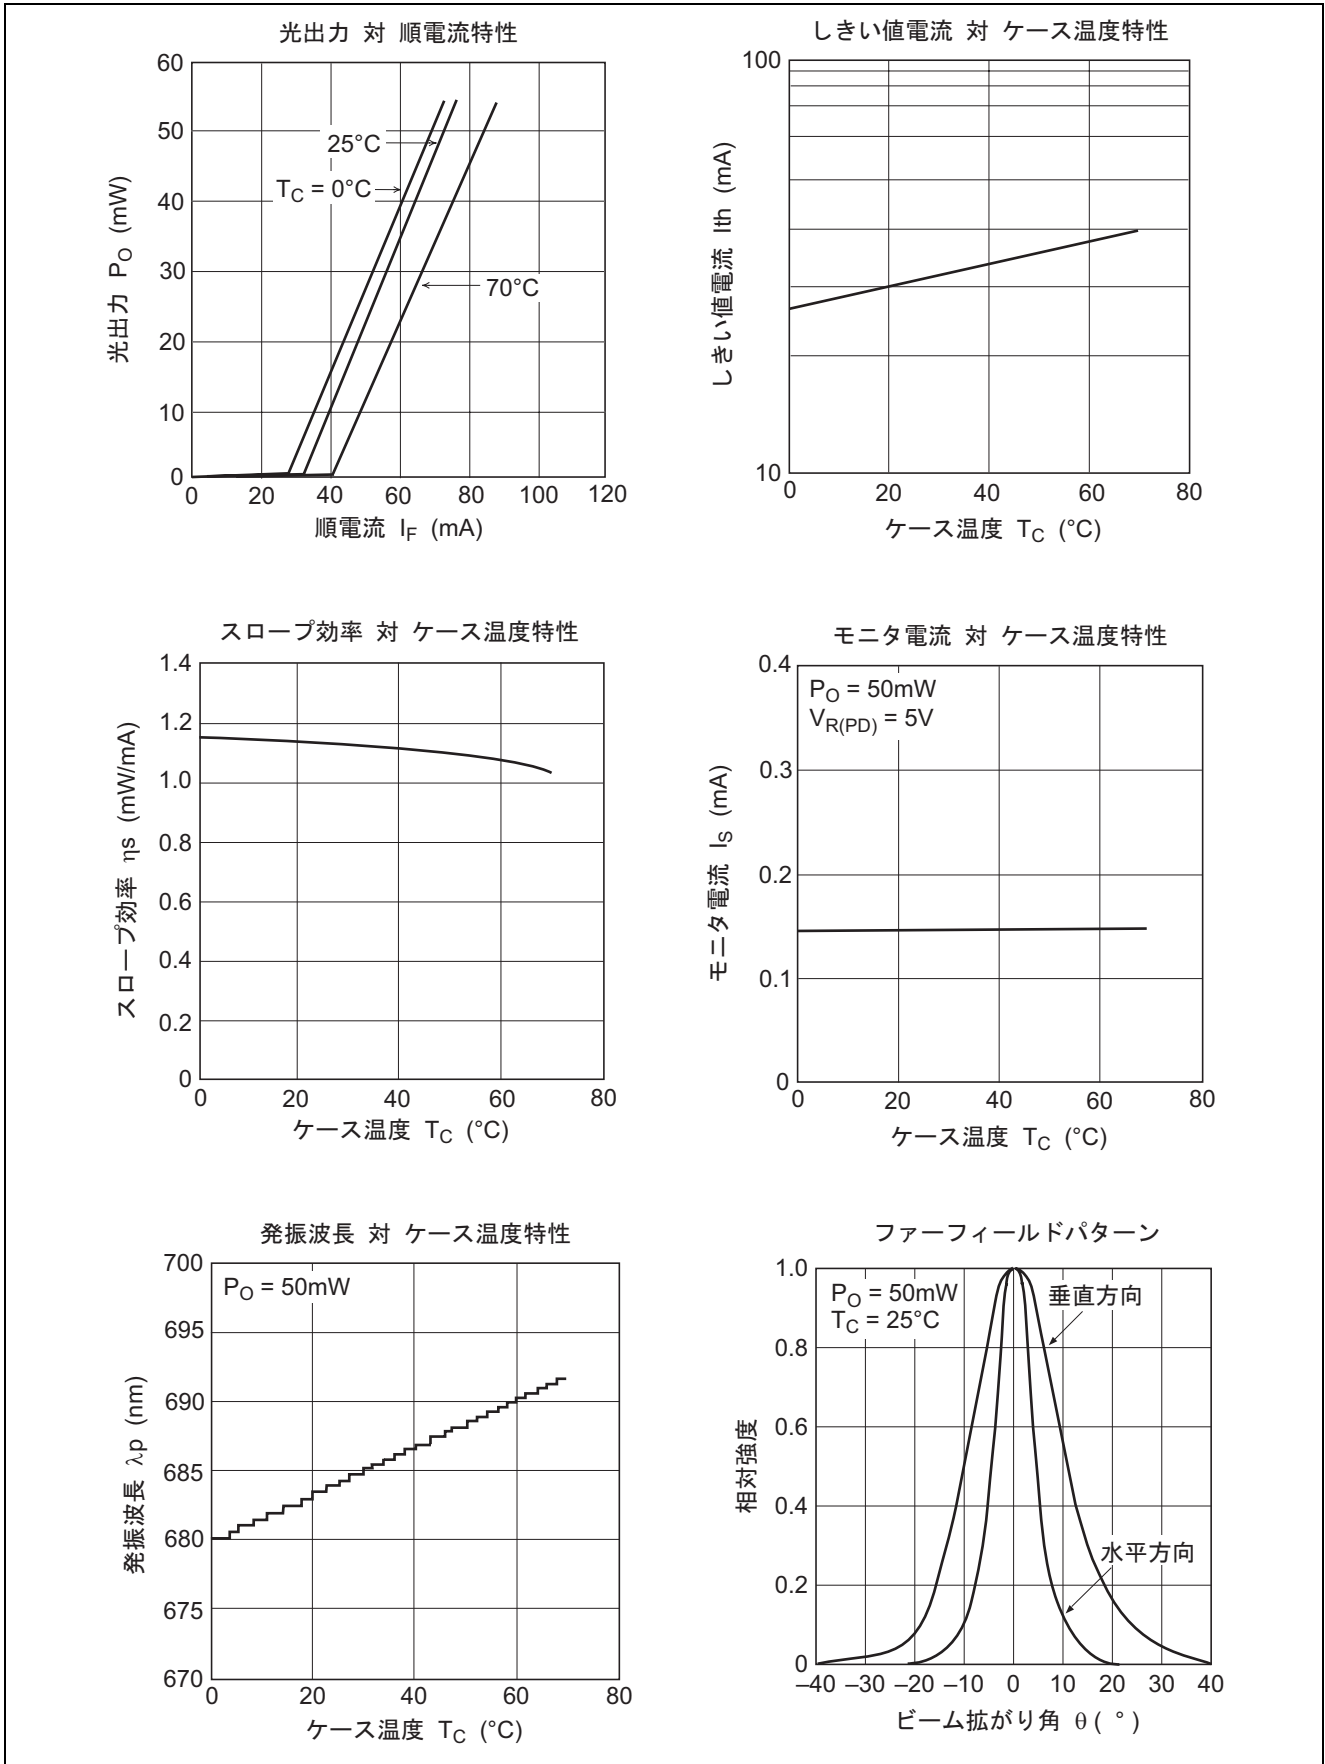 光出力 対 順電流特性
60
50
40
30
20
10
0
25°C
TC = 0°C
70°C
0 20 40 60 80 100 120
光出力 PO (mW)
順電流 IF (mA)
しきい値電流 対 ケース温度特性
100
10
0 20 40 60 80
しきい値電流 Ith (mA)
ケース温度 TC (°C)
スロープ効率 対 ケース温度特性
1.4
1.2
1.0
0.8
0.6
0.4
0.2
0
0 20 40 60 80
スロープ効率 ηs (mW/mA)
ケース温度 TC (°C)
モニタ電流 対 ケース温度特性
0.4
0.3
0.2
0.1
0
PO = 50mW
VR(PD) = 5V
0 20 40 60 80
モニタ電流 IS (mA)
ケース温度 TC (°C)
発振波長 対 ケース温度特性
700
695
690
685
680
675
670
PO = 50mW
0 20 40 60 80
発振波長 λp (nm)
ケース温度 TC (°C)
ファーフィールドパターン
1.0
0.8
0.6
0.4
0.2
0
PO = 50mW
TC = 25°C
垂直方向
水平方向
–40 –30 –20 –10 0 10 20 30 40
相対強度
ビーム拡がり角 θ ( ° )